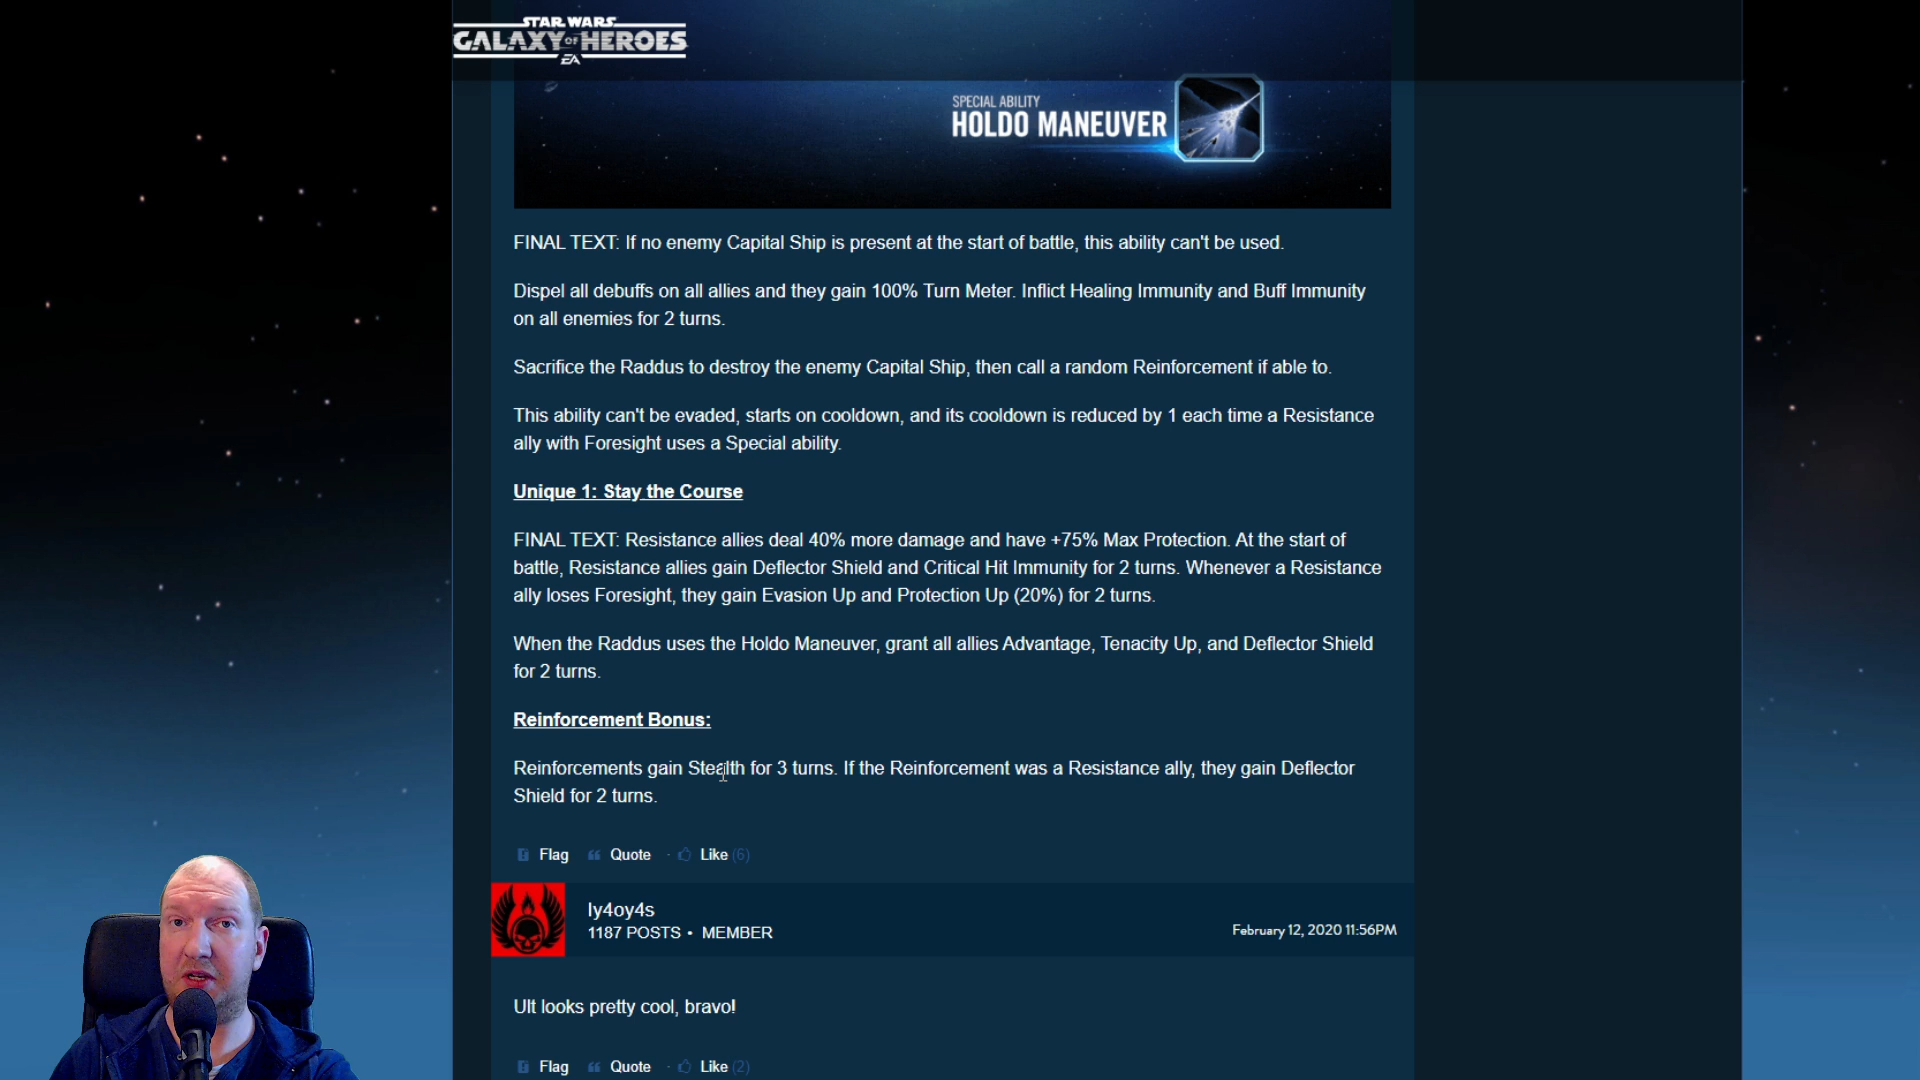 STAR WARS
GALAXY OF HEROES
EA
SPECIAL ABILITY
HOLDO MANEUVER
FINAL TEXT: If no enemy Capital Ship is present at the start of battle, this ability can't be used.
Dispel all debuffs on all allies and they gain 100% Turn Meter. Inflict Healing Immunity and Buff Immunity
on all enemies for 2 turns.
Sacrifice the Raddus to destroy the enemy Capital Ship, then call a random Reinforcement if able to.
This ability can't be evaded, starts on cooldown, and its cooldown is reduced by 1 each time a Resistance
ally with Foresight uses a Special ability.
Unique 1: Stay the Course
FINAL TEXT: Resistance allies deal 40% more damage and have +75% Max Protection. At the start of
battle, Resistance allies gain Deflector Shield and Critical Hit Immunity for 2 turns. Whenever a Resistance
ally loses Foresight, they gain Evasion Up and Protection Up (20%) for 2 turns.
When the Raddus uses the Holdo Maneuver, grant all allies Advantage, Tenacity Up, and Deflector Shield
for 2 turns.
Reinforcement Bonus:
Reinforcements gain Stealth for 3 turns. If the Reinforcement was a Resistance ally, they gain Deflector
Shield for 2 turns.
Flag Quote · Like (6)
Iy4oy4s
1187 POSTS • MEMBER
February 12, 2020 11:56PM
Ult looks pretty cool, bravo!
Flag Quote · Like (2)